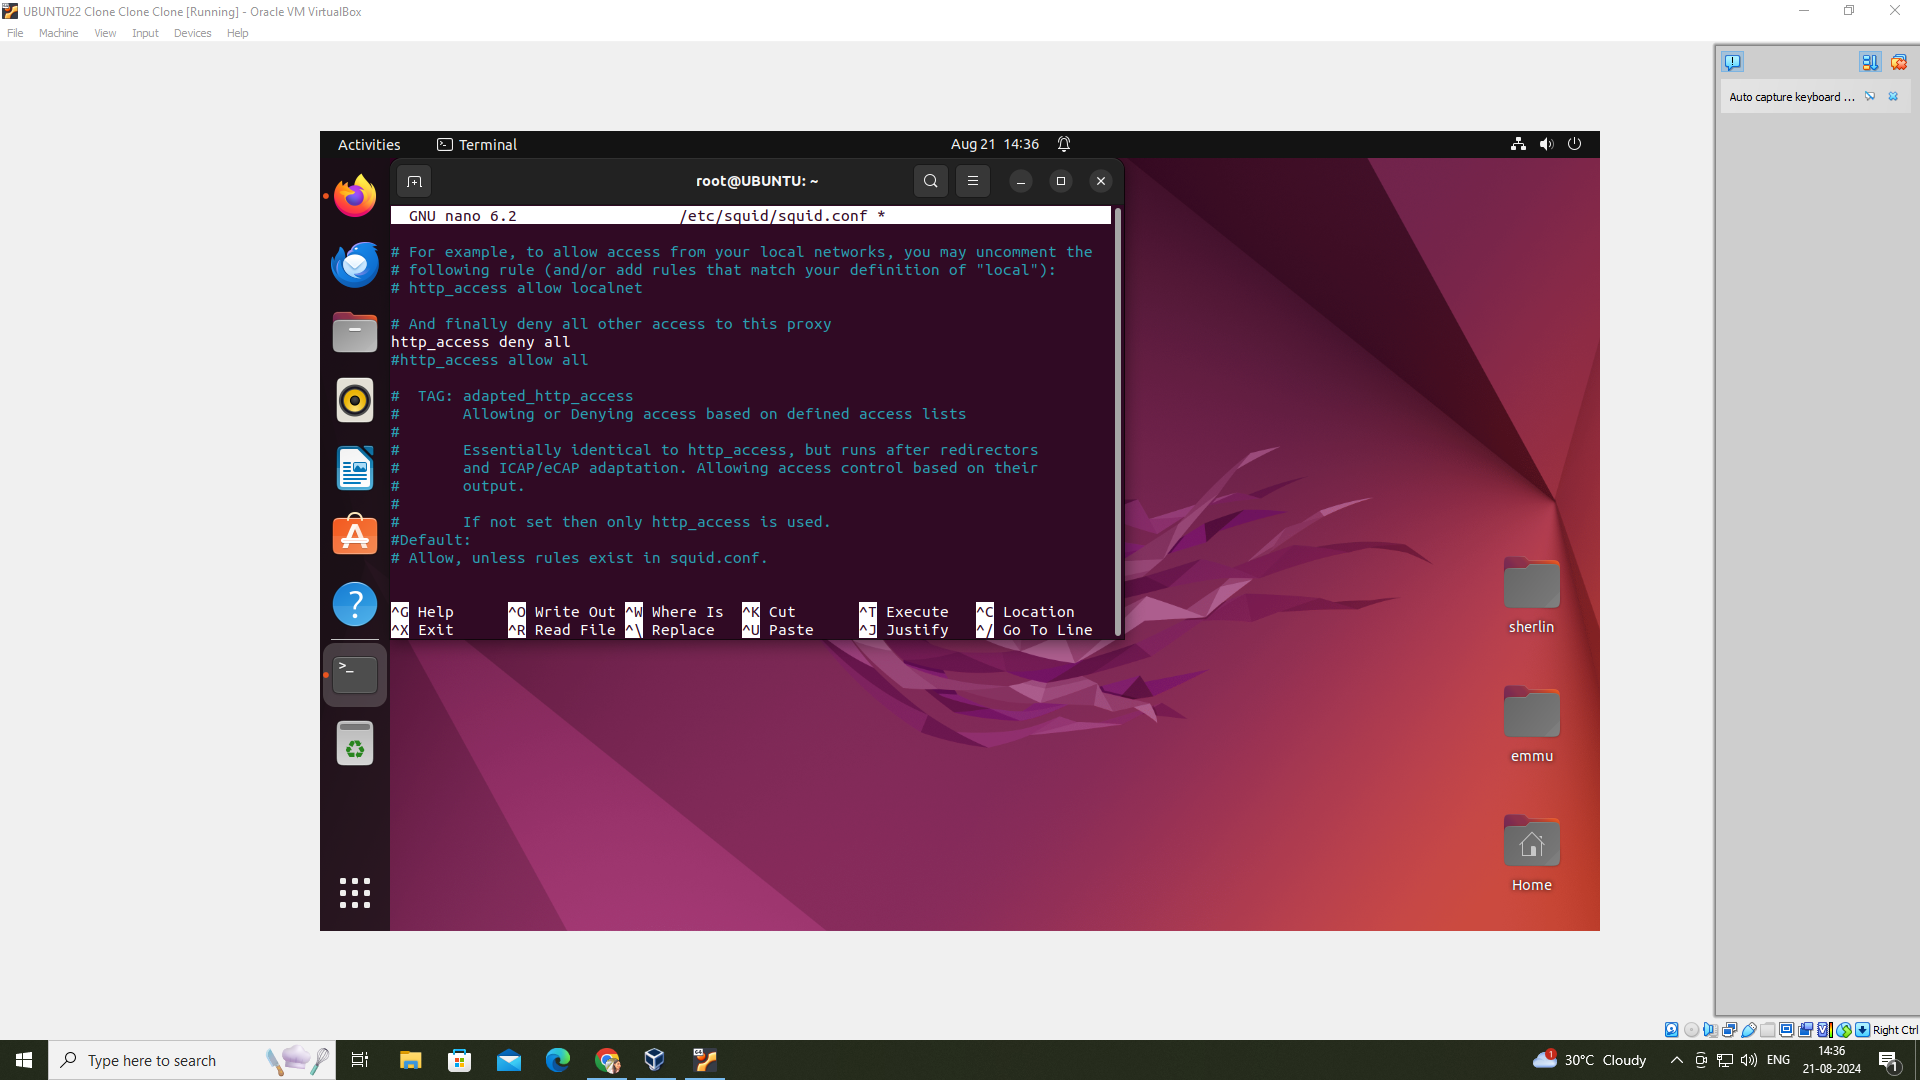 UBUNTU22 Clone Clone Clone [Running] - Oracle VM VirtualBox
File Machine View Input Devices Help
Auto capture keyboard ...
Activities Terminal Aug 21 14:36
root@UBUNTU: ~
GNU nano 6.2 /etc/squid/squid.conf *
# For example, to allow access from your local networks, you may uncomment the
# following rule (and/or add rules that match your definition of "local"):
# http_access allow localnet
# And finally deny all other access to this proxy
http_access deny all
#http_access allow all
# TAG: adapted_http_access
# Allowing or Denying access based on defined access lists
#
# Essentially identical to http_access, but runs after redirectors
# and ICAP/eCAP adaptation. Allowing access control based on their
# output.
#
# If not set then only http_access is used.
#Default:
# Allow, unless rules exist in squid.conf.
^G Help ^O Write Out ^W Where Is ^K Cut ^T Execute ^C Location
^X Exit ^R Read File ^\ Replace ^U Paste ^J Justify ^/ Go To Line
sherlin
emmu
Home
Right Ctrl
Type here to search
1
30°C Cloudy
ENG
14:36
21-08-2024
1